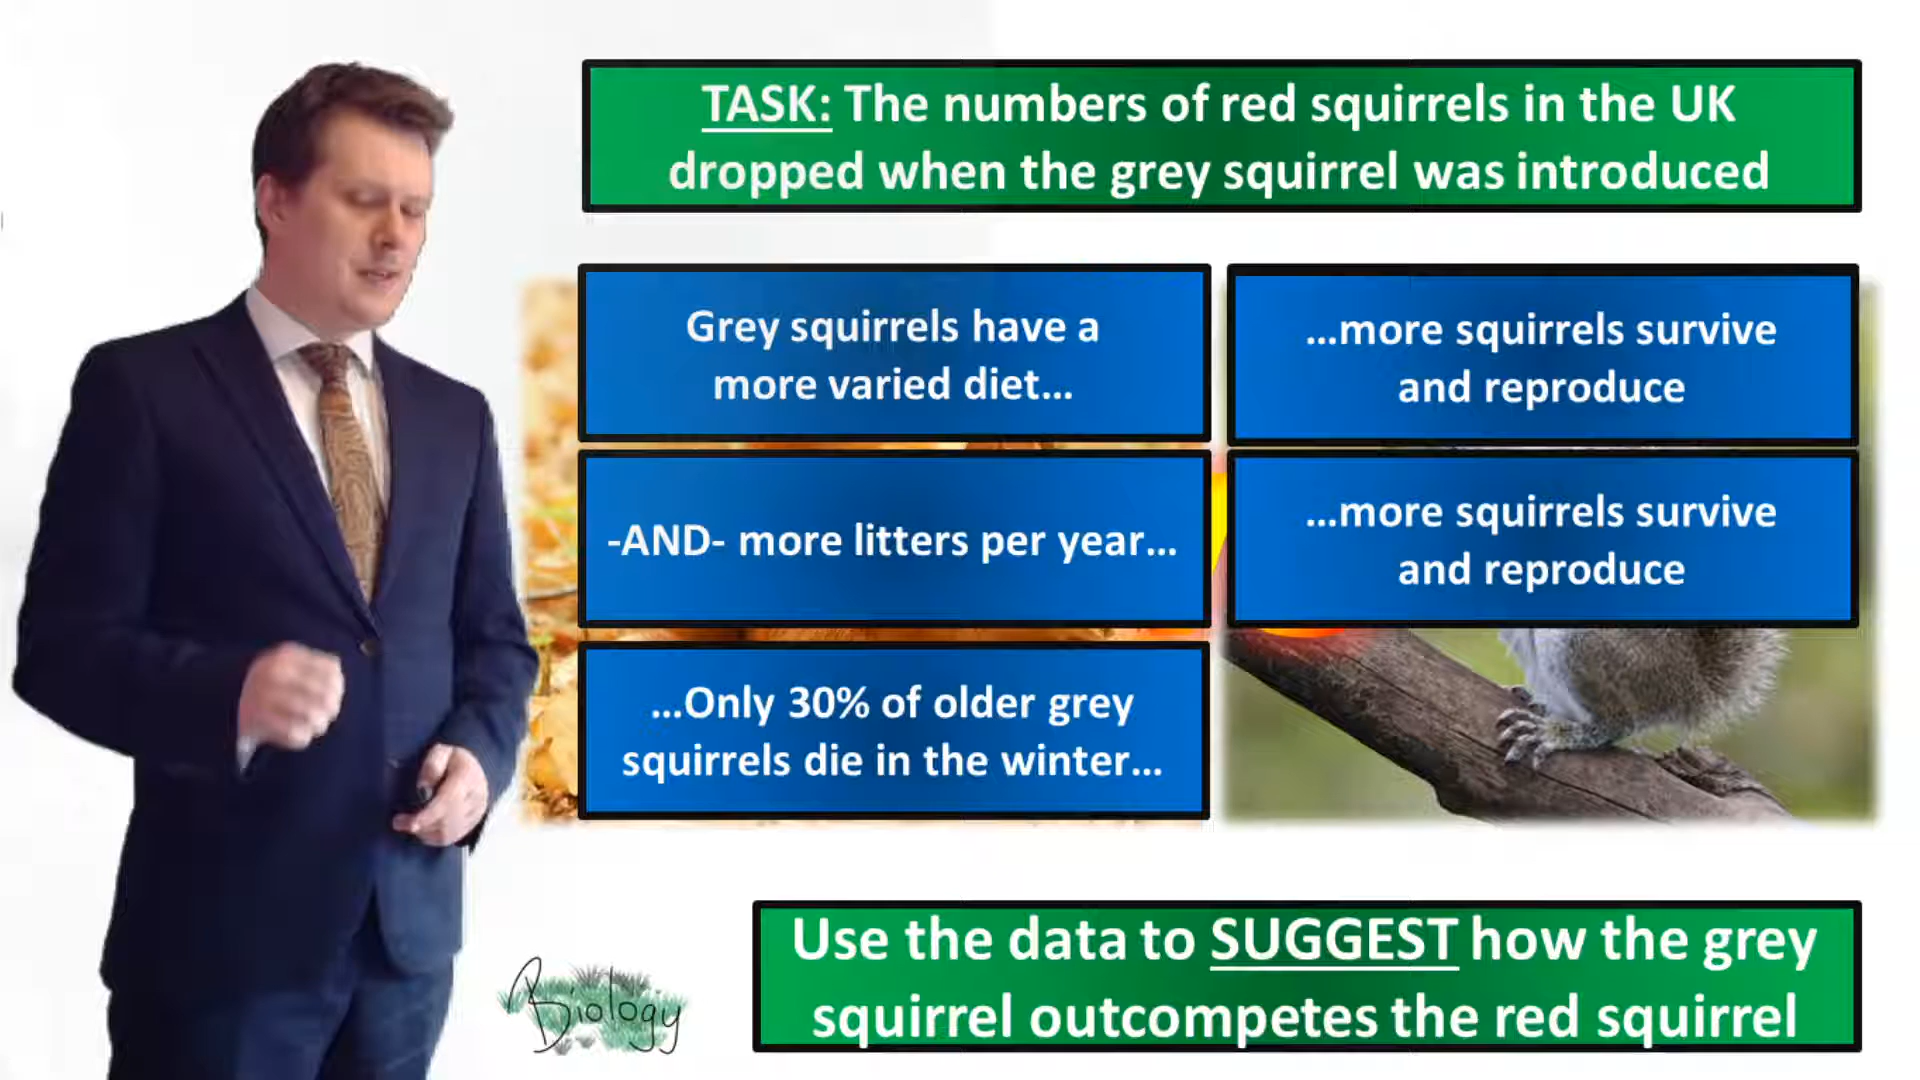 TASK: The numbers of red squirrels in the UK
dropped when the grey squirrel was introduced
Grey squirrels have a
more varied diet…
…more squirrels survive
and reproduce
-AND- more litters per year…
…more squirrels survive
and reproduce
…Only 30% of older grey
squirrels die in the winter…
Biology
Use the data to SUGGEST how the grey
squirrel outcompetes the red squirrel